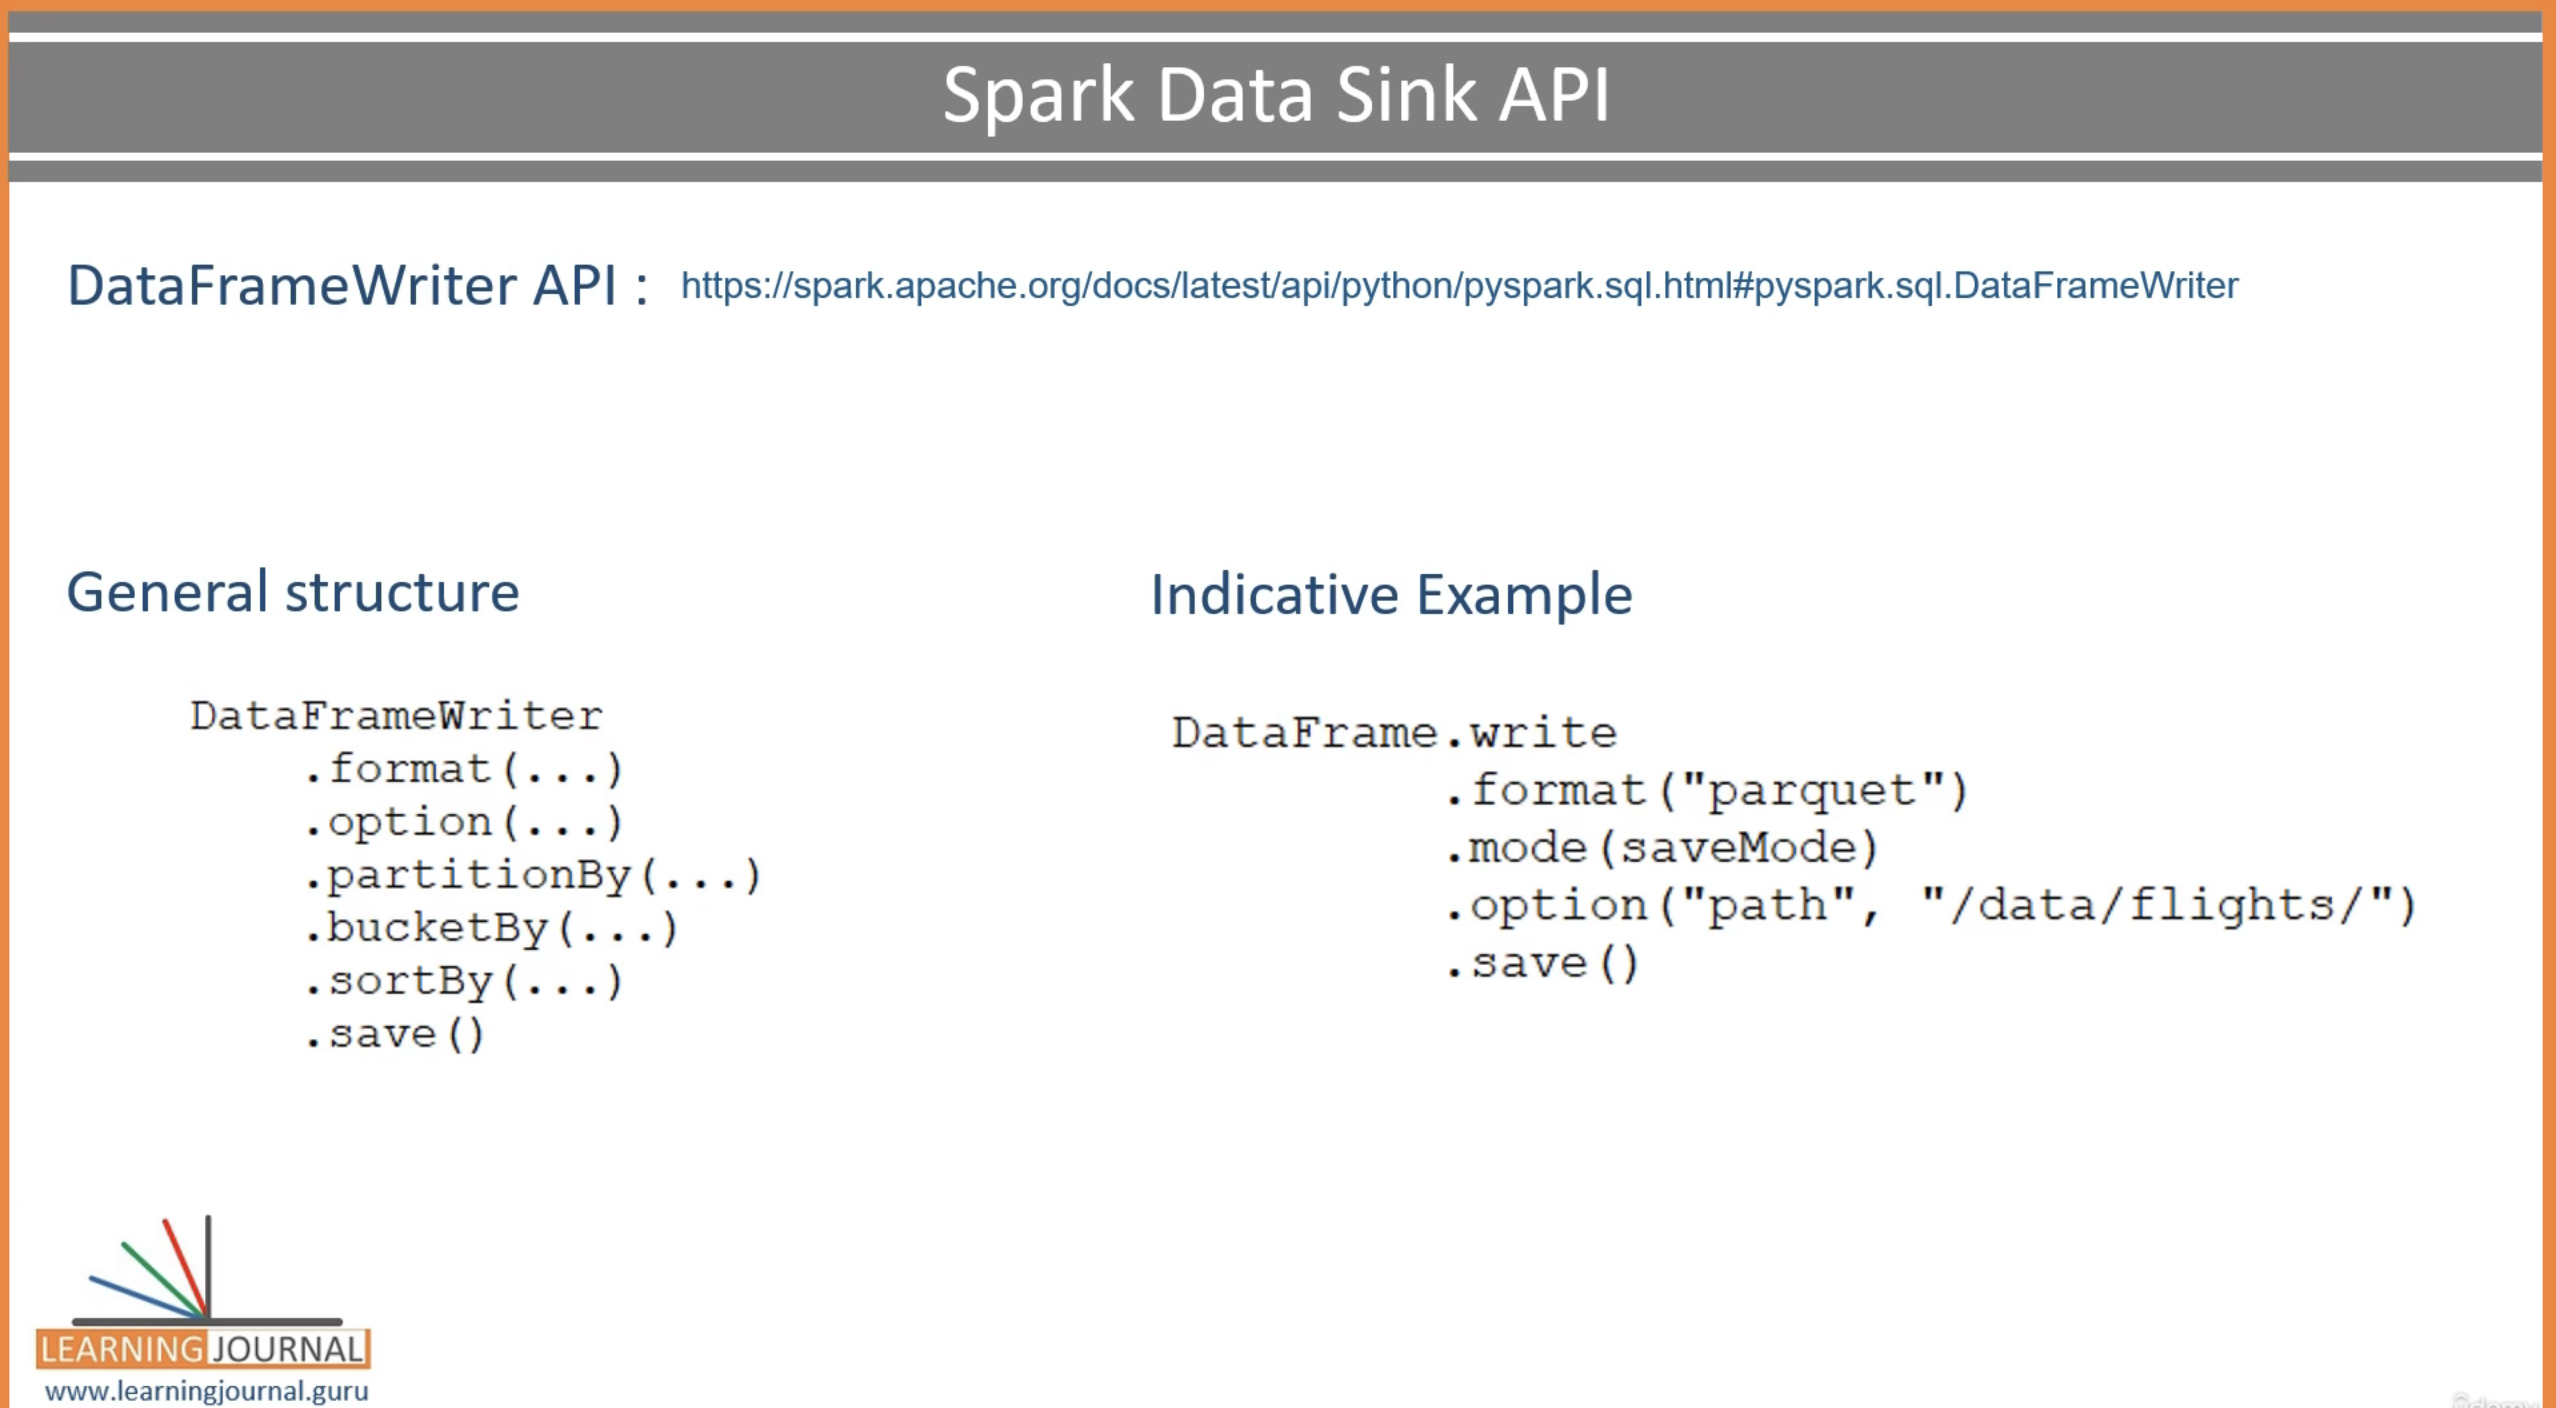 Spark Data Sink API
DataFrameWriter API : https://spark.apache.org/docs/latest/api/python/pyspark.sql.html#pyspark.sql.DataFrameWriter
General structure
DataFrameWriter
.format(...)
.option(...)
.partitionBy(...)
.bucketBy(...)
.sortBy(...)
.save()
Indicative Example
DataFrame.write
.format("parquet")
.mode(saveMode)
.option("path", "/data/flights/")
.save()
LEARNING JOURNAL
www.learningjournal.guru